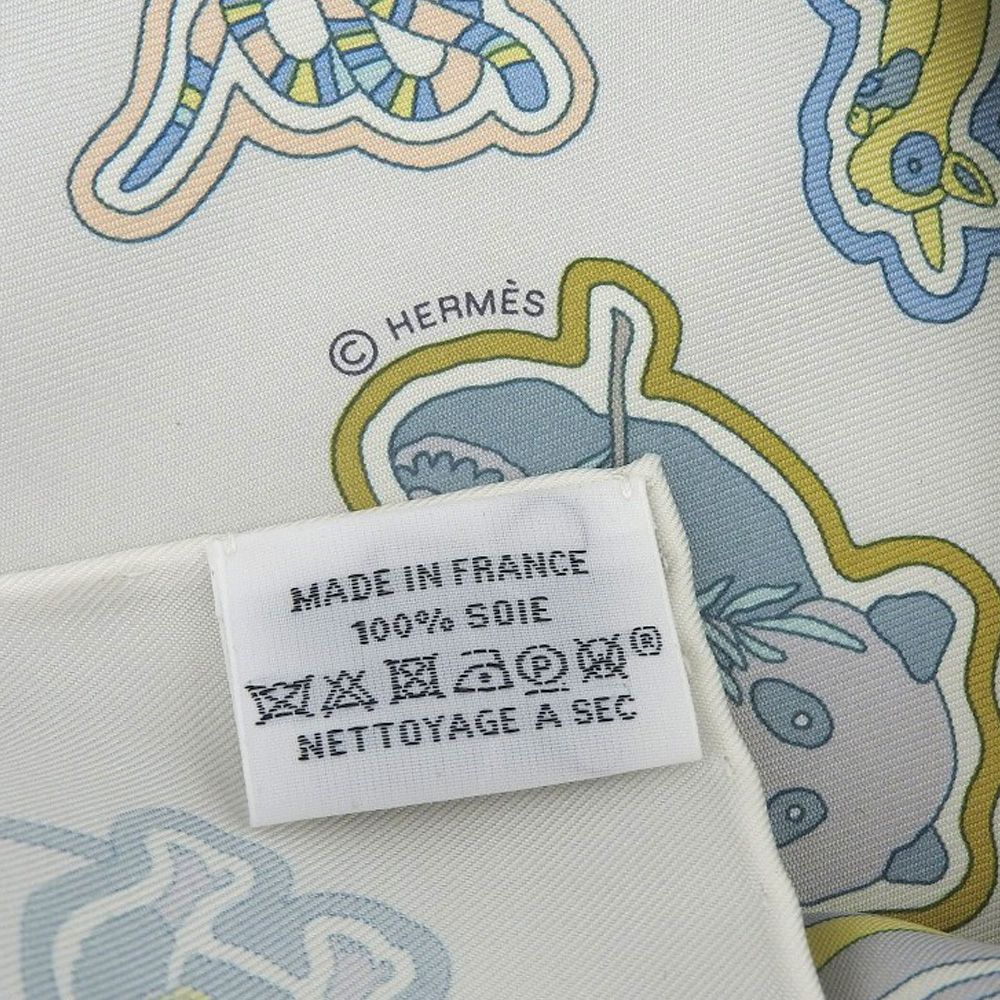 © HERMÈS
MADE IN FRANCE
100% SOIE
P ®
NETTOYAGE A SEC